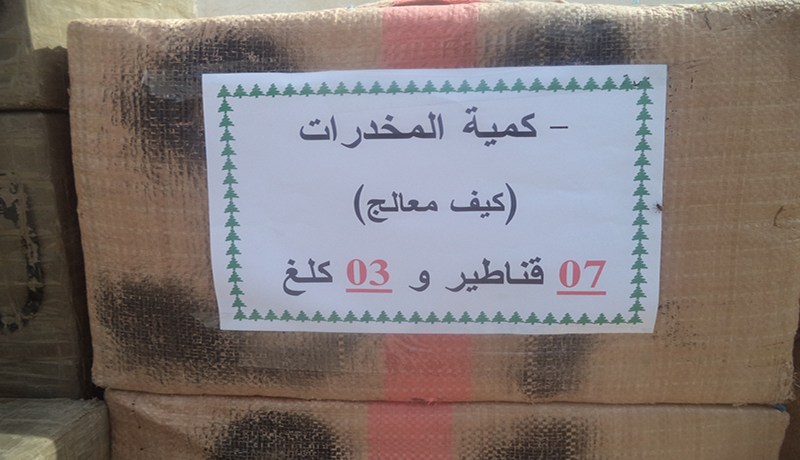 - كمية المخدرات
(كيف معالج)
07 قناطير و 03 كلغ